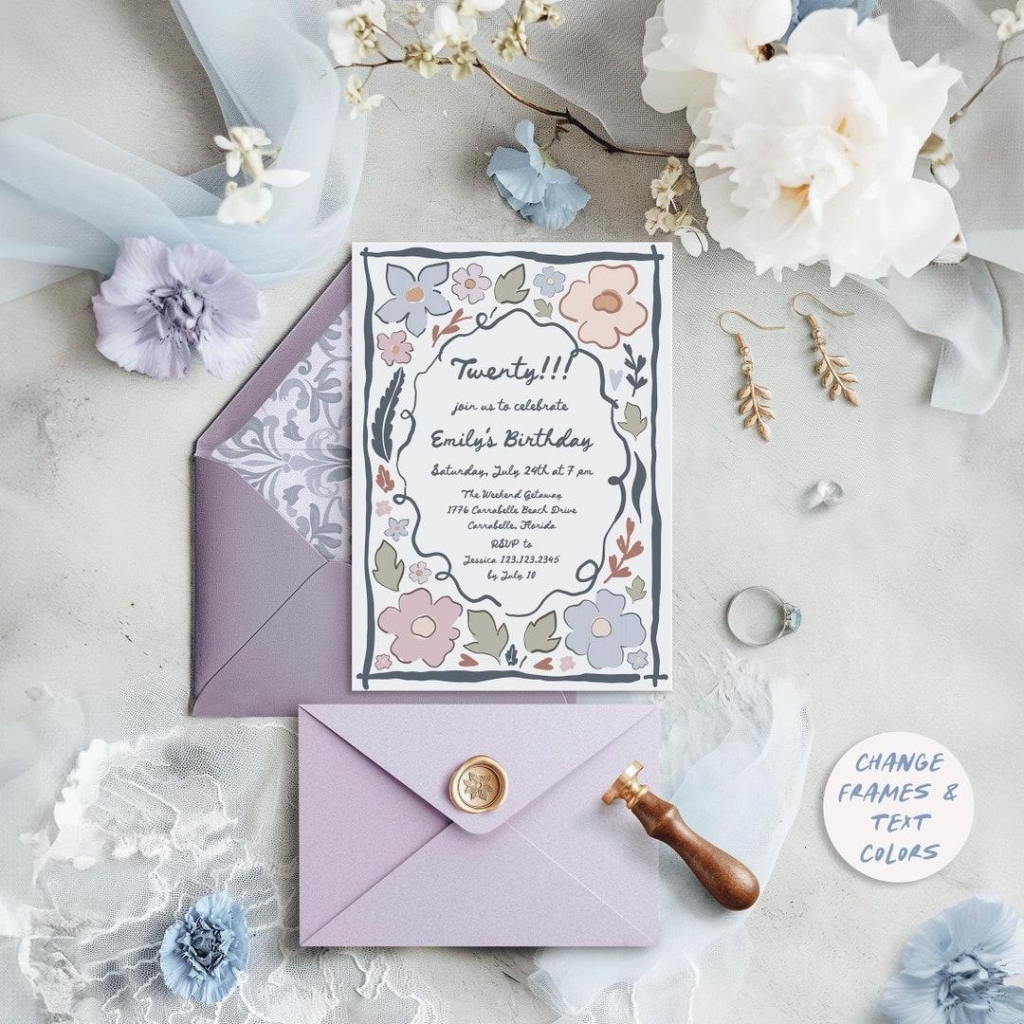 Twenty!!!
join us to celebrate
Emily's Birthday
Saturday, July 24th at 7 pm
The Weekend Getaway
1776 Carrabelle Beach Drive
Carrabelle, Florida
RSVP to
Jessica 123.123.2345
by July 10
CHANGE
FRAMES &
TEXT
COLORS